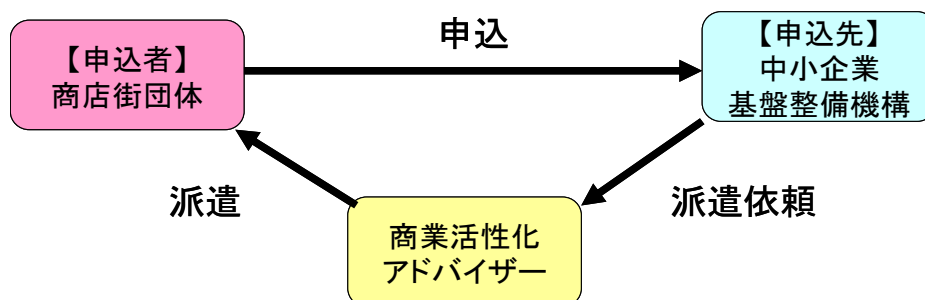 申込
【申込者】
商店街団体
【申込先】
中小企業
基盤整備機構
派遣
派遣依頼
商業活性化
アドバイザー